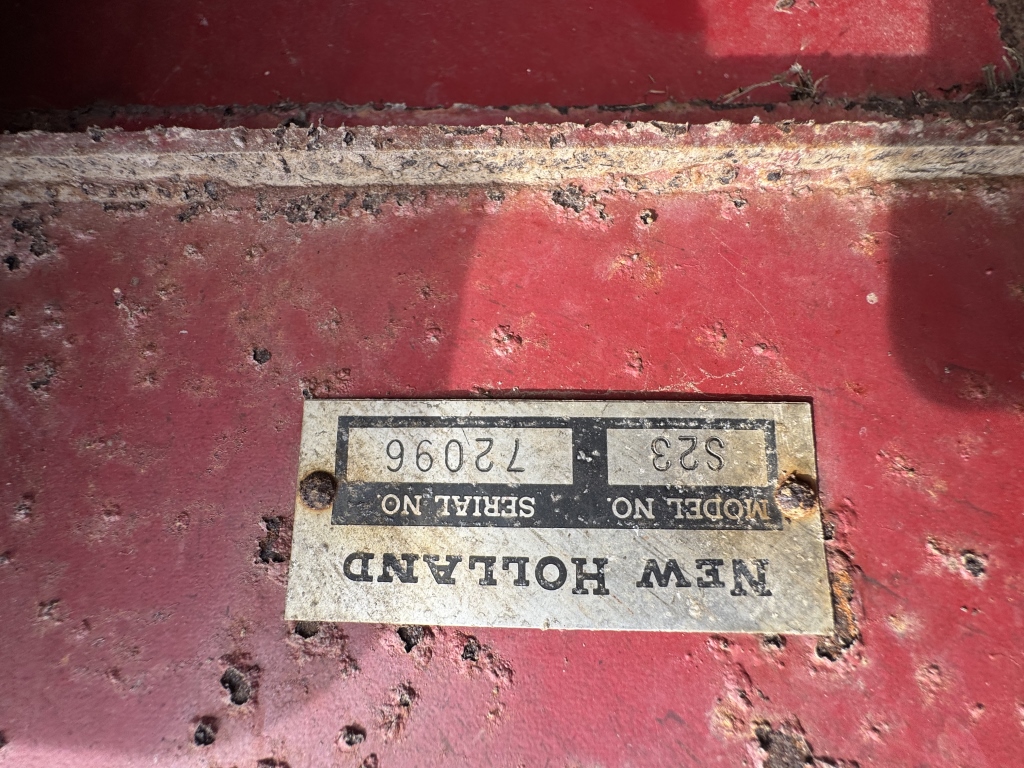 NEW HOLLAND
MODEL NO. SERIAL NO.
S23 72096